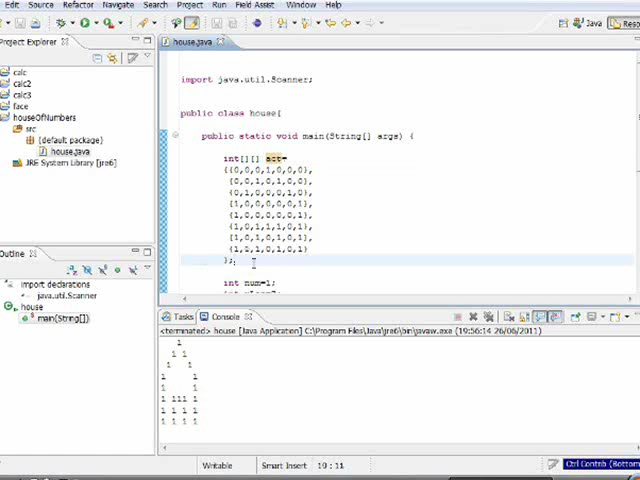 It Source Refactor Navigate Search Project Run Field Assist Window Help
Java
Reso
Project Explorer
house.java
calc
calc2
calc3
face
houseOfNumbers
src
(default package)
house.java
JRE System Library [jre6]
import java.util.Scanner;
public class house{
public static void main(String[] args) {
int[][] act=
{{0,0,0,1,0,0,0},
{0,0,1,0,1,0,0},
{0,1,0,0,0,1,0},
{1,0,0,0,0,0,1},
{1,0,0,0,0,0,1},
{1,0,1,1,1,0,1},
{1,0,1,0,1,0,1},
{1,0,1,0,1,0,1}
};
int num=1;
Outline
import declarations
java.util.Scanner
house
main(String[])
Tasks
Console
<terminated> house [Java Application] C:\Program Files\Java\jre6\bin\javaw.exe (19:56:14 26/06/2011)
1
1 1
1 1
1 1
1 1
1 111 1
1 1 1 1
1 1 1 1
Writable
Smart Insert
19 : 11
Ctrl Contrib (Bottom)